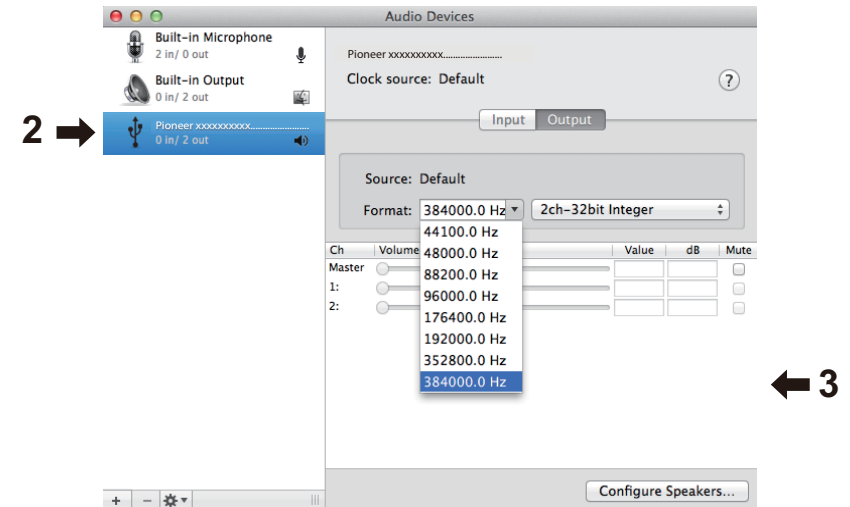 Audio Devices
Built-in Microphone
2 in/ 0 out
Built-in Output
0 in/ 2 out
2
Pioneer xxxxxxxxxx......................
0 in/ 2 out
Pioneer xxxxxxxxxx......................
Clock source: Default
?
Input Output
Source: Default
Format: 384000.0 Hz 2ch-32bit Integer
44100.0 Hz
48000.0 Hz
88200.0 Hz
96000.0 Hz
176400.0 Hz
192000.0 Hz
352800.0 Hz
384000.0 Hz
Ch Volume Value dB Mute
Master
1:
2:
3
Configure Speakers...
+ −